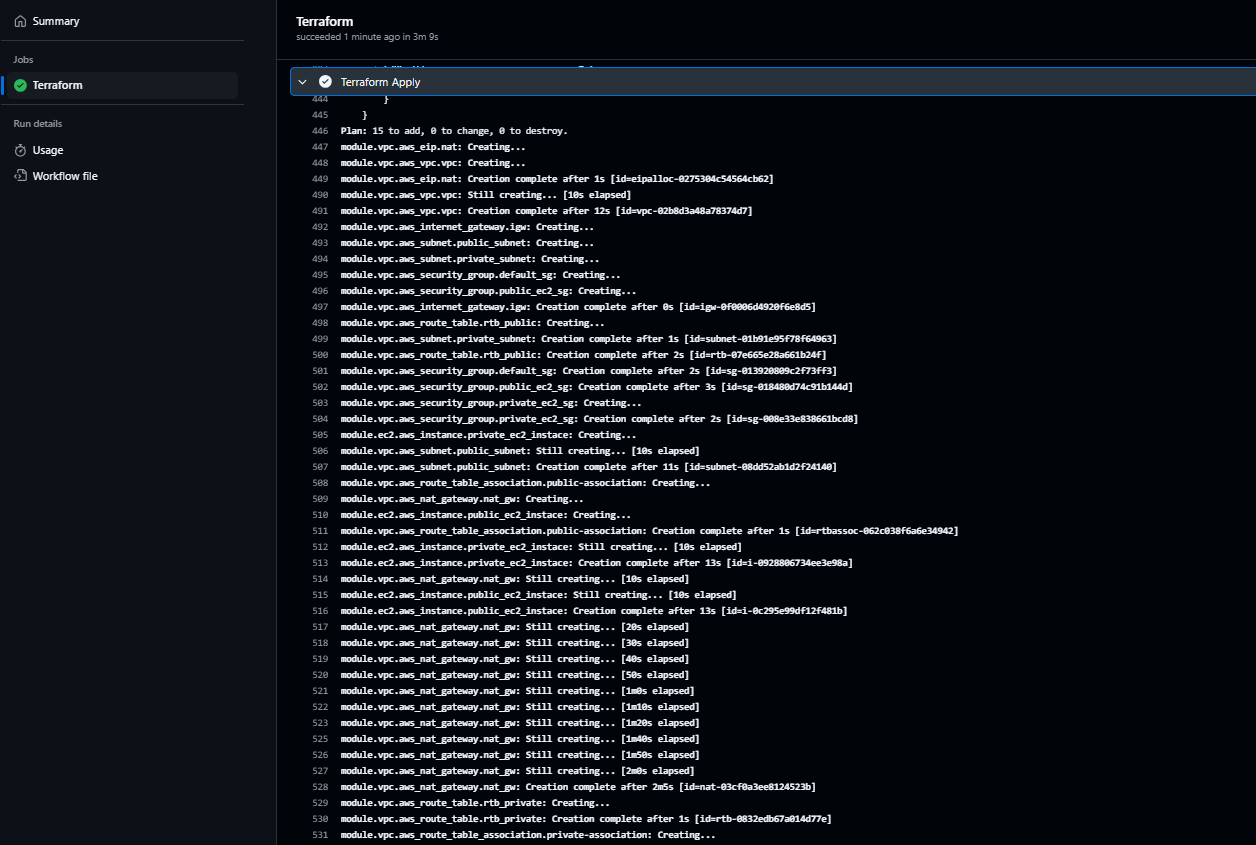 Summary
Jobs
Terraform
Run details
Usage
Workflow file
Terraform
succeeded 1 minute ago in 3m 9s
Terraform Apply
444 }
445 }
446 Plan: 15 to add, 0 to change, 0 to destroy.
447 module.vpc.aws_eip.nat: Creating...
448 module.vpc.aws_vpc.vpc: Creating...
449 module.vpc.aws_eip.nat: Creation complete after 1s [id=eipalloc-0275304c54564cb62]
490 module.vpc.aws_vpc.vpc: Still creating... [10s elapsed]
491 module.vpc.aws_vpc.vpc: Creation complete after 12s [id=vpc-02b8d3a48a78374d7]
492 module.vpc.aws_internet_gateway.igw: Creating...
493 module.vpc.aws_subnet.public_subnet: Creating...
494 module.vpc.aws_subnet.private_subnet: Creating...
495 module.vpc.aws_security_group.default_sg: Creating...
496 module.vpc.aws_security_group.public_ec2_sg: Creating...
497 module.vpc.aws_internet_gateway.igw: Creation complete after 0s [id=igw-0f0006d4920f6e8d5]
498 module.vpc.aws_route_table.rtb_public: Creating...
499 module.vpc.aws_subnet.private_subnet: Creation complete after 1s [id=subnet-01b91e95f78f64963]
500 module.vpc.aws_route_table.rtb_public: Creation complete after 2s [id=rtb-07e665e28a661b24f]
501 module.vpc.aws_security_group.default_sg: Creation complete after 2s [id=sg-013920809c2f73ff3]
502 module.vpc.aws_security_group.public_ec2_sg: Creation complete after 3s [id=sg-018480d74c91b144d]
503 module.vpc.aws_security_group.private_ec2_sg: Creating...
504 module.vpc.aws_security_group.private_ec2_sg: Creation complete after 2s [id=sg-008e33e838661bcd8]
505 module.ec2.aws_instance.private_ec2_instace: Creating...
506 module.vpc.aws_subnet.public_subnet: Still creating... [10s elapsed]
507 module.vpc.aws_subnet.public_subnet: Creation complete after 11s [id=subnet-08dd52ab1d2f24140]
508 module.vpc.aws_route_table_association.public-association: Creating...
509 module.vpc.aws_nat_gateway.nat_gw: Creating...
510 module.ec2.aws_instance.public_ec2_instace: Creating...
511 module.vpc.aws_route_table_association.public-association: Creation complete after 1s [id=rtbassoc-062c038f6a6e34942]
512 module.ec2.aws_instance.private_ec2_instace: Still creating... [10s elapsed]
513 module.ec2.aws_instance.private_ec2_instace: Creation complete after 13s [id=i-0928806734ee3e98a]
514 module.vpc.aws_nat_gateway.nat_gw: Still creating... [10s elapsed]
515 module.ec2.aws_instance.public_ec2_instace: Still creating... [10s elapsed]
516 module.ec2.aws_instance.public_ec2_instace: Creation complete after 13s [id=i-0c295e99df12f481b]
517 module.vpc.aws_nat_gateway.nat_gw: Still creating... [20s elapsed]
518 module.vpc.aws_nat_gateway.nat_gw: Still creating... [30s elapsed]
519 module.vpc.aws_nat_gateway.nat_gw: Still creating... [40s elapsed]
520 module.vpc.aws_nat_gateway.nat_gw: Still creating... [50s elapsed]
521 module.vpc.aws_nat_gateway.nat_gw: Still creating... [1m0s elapsed]
522 module.vpc.aws_nat_gateway.nat_gw: Still creating... [1m10s elapsed]
523 module.vpc.aws_nat_gateway.nat_gw: Still creating... [1m20s elapsed]
525 module.vpc.aws_nat_gateway.nat_gw: Still creating... [1m40s elapsed]
526 module.vpc.aws_nat_gateway.nat_gw: Still creating... [1m50s elapsed]
527 module.vpc.aws_nat_gateway.nat_gw: Still creating... [2m0s elapsed]
528 module.vpc.aws_nat_gateway.nat_gw: Creation complete after 2m5s [id=nat-03cf0a3ee8124523b]
529 module.vpc.aws_route_table.rtb_private: Creating...
530 module.vpc.aws_route_table.rtb_private: Creation complete after 1s [id=rtb-0832edb67a014d77e]
531 module.vpc.aws_route_table_association.private-association: Creating...